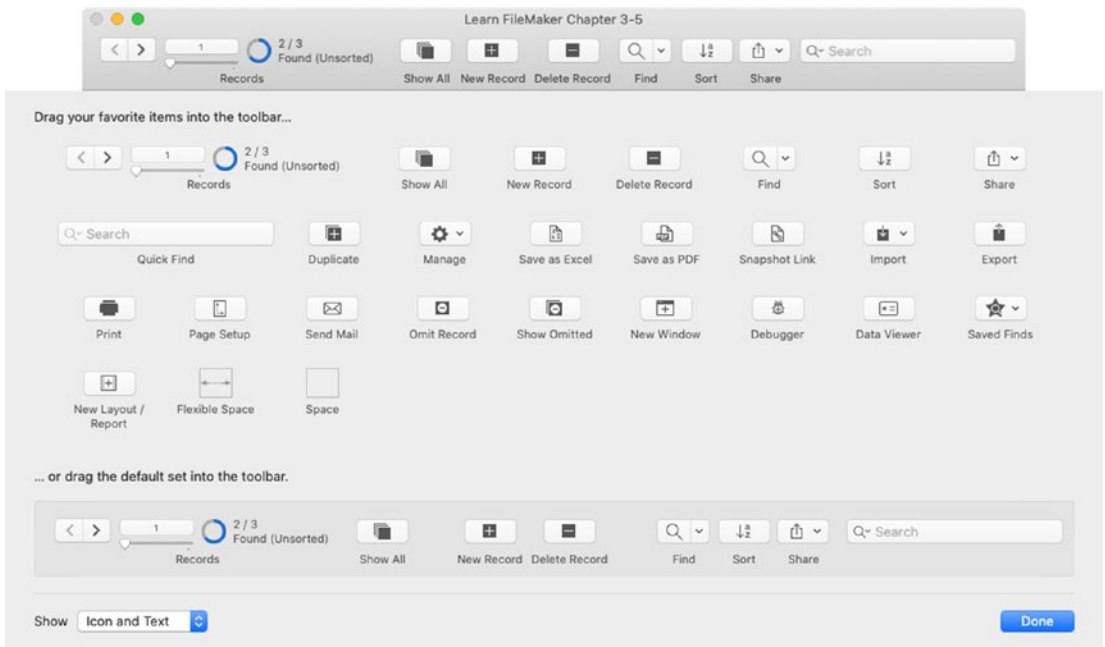 Learn FileMaker Chapter 3-5
1
2 / 3
Found (Unsorted)
Search
Records
Show All
New Record
Delete Record
Find
Sort
Share
Drag your favorite items into the toolbar...
1
2 / 3
Found (Unsorted)
Records
Show All
New Record
Delete Record
Find
Sort
Share
Search
Quick Find
Duplicate
Manage
Save as Excel
Save as PDF
Snapshot Link
Import
Export
Print
Page Setup
Send Mail
Omit Record
Show Omitted
New Window
Debugger
Data Viewer
Saved Finds
New Layout /
Report
Flexible Space
Space
... or drag the default set into the toolbar.
1
2 / 3
Found (Unsorted)
Search
Records
Show All
New Record
Delete Record
Find
Sort
Share
Show
Icon and Text
Done